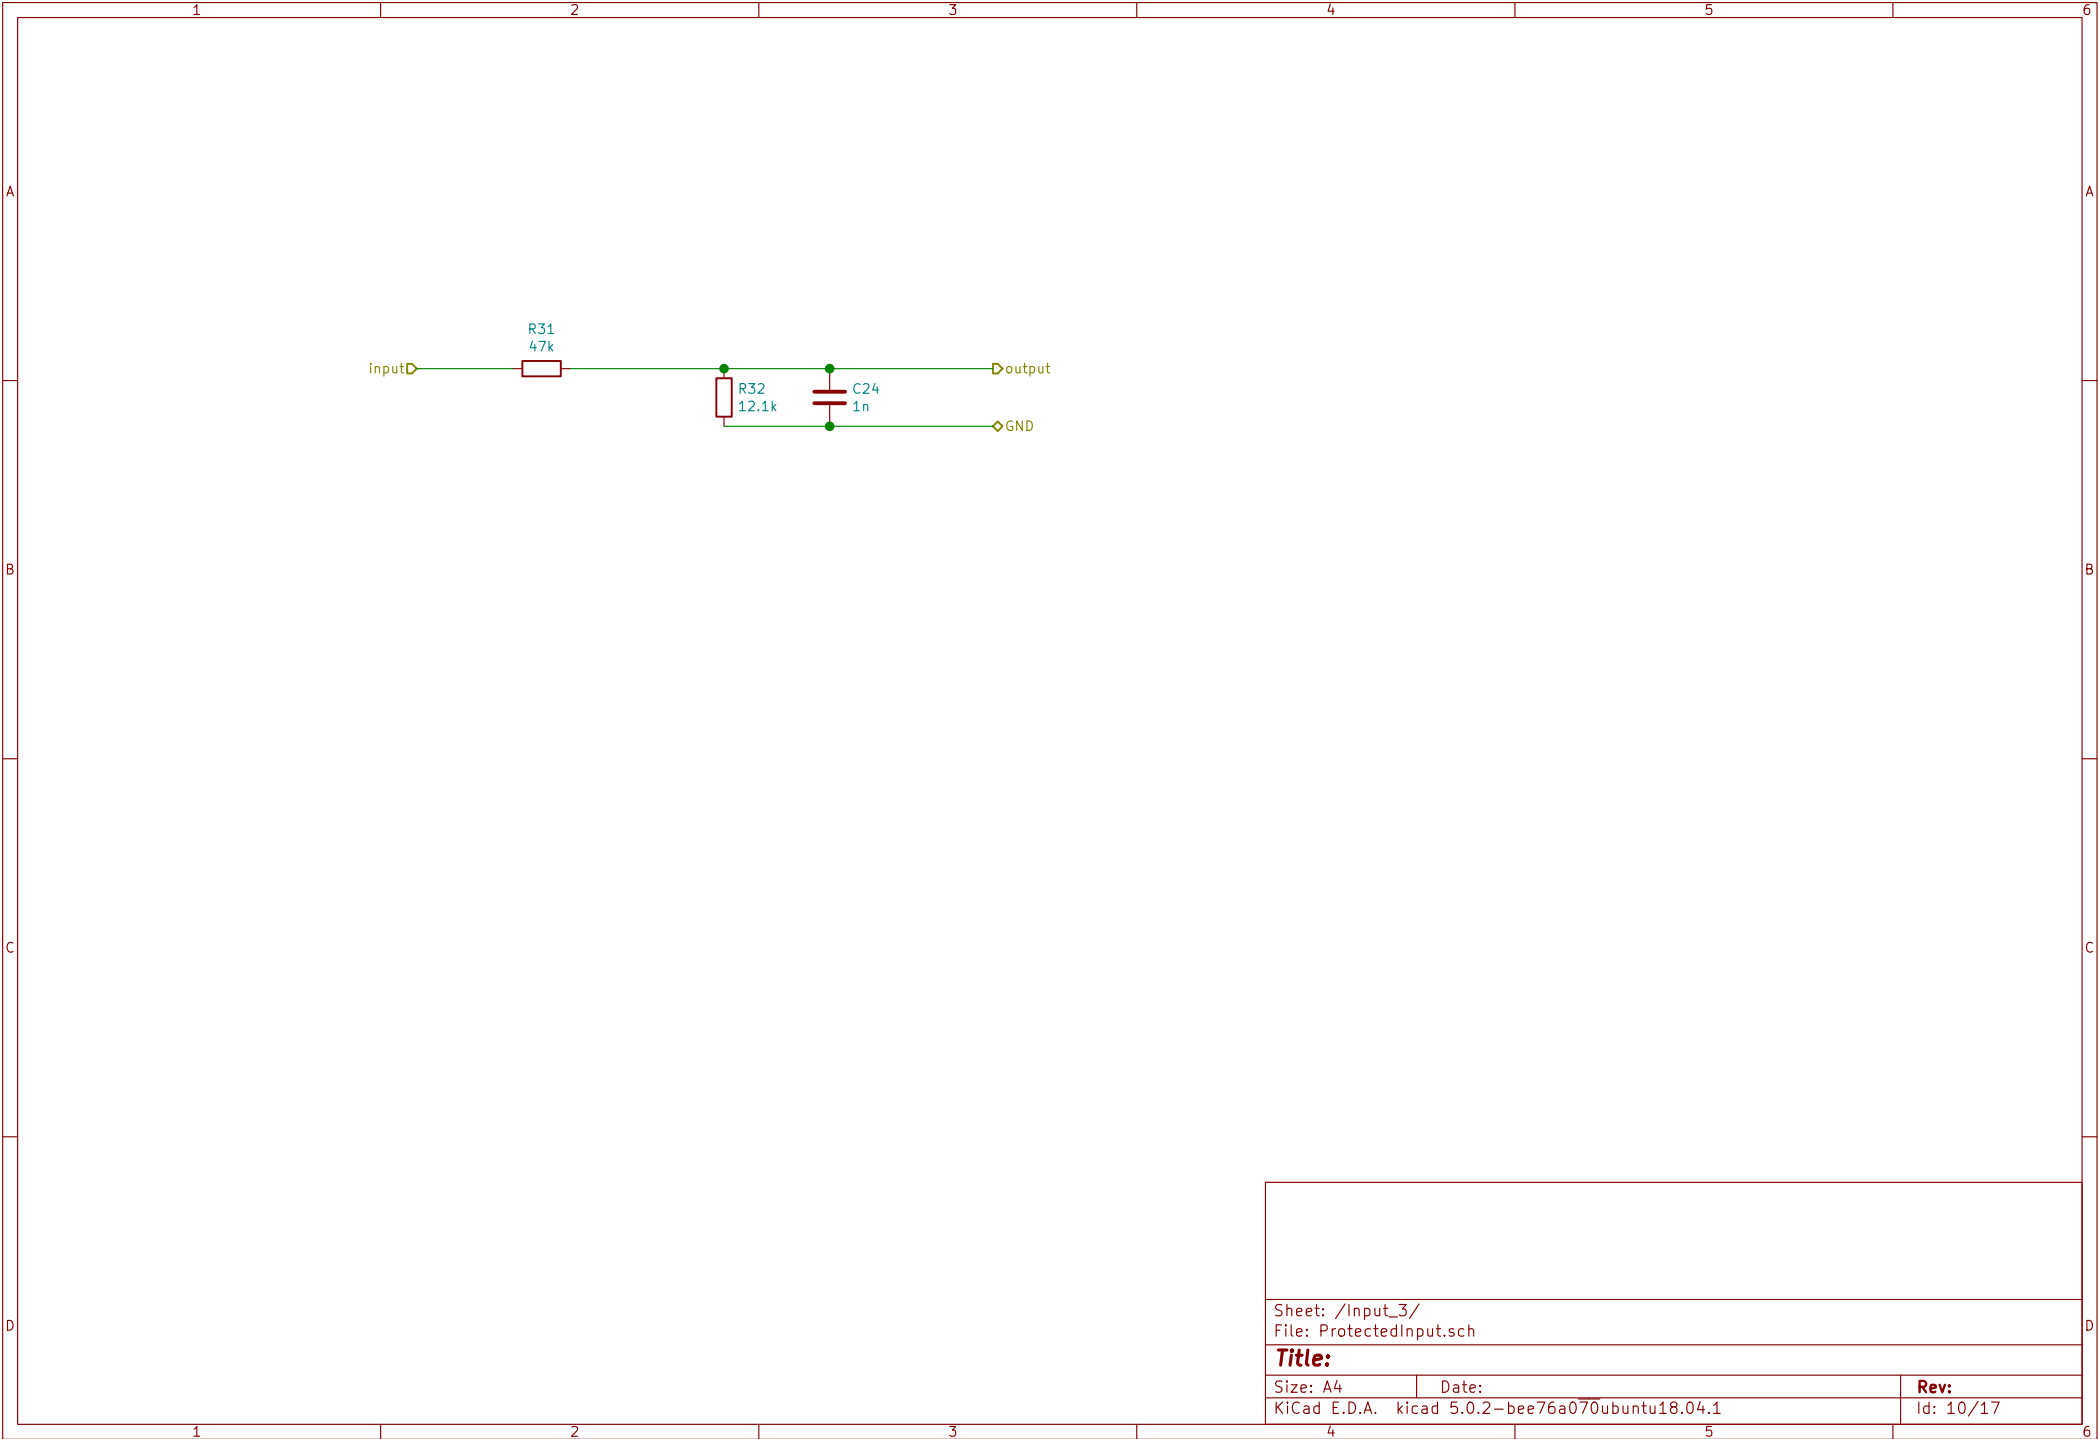 1 2 3 4 5 6
A A
R31
47k
input
output
R32
12.1k
C24
1n
GND
B B
C C
Sheet: /Input_3/
File: ProtectedInput.sch
D D
Title:
Size: A4 Date: Rev:
KiCad E.D.A. kicad 5.0.2-bee76a070ubuntu18.04.1 Id: 10/17
1 2 3 4 5 6